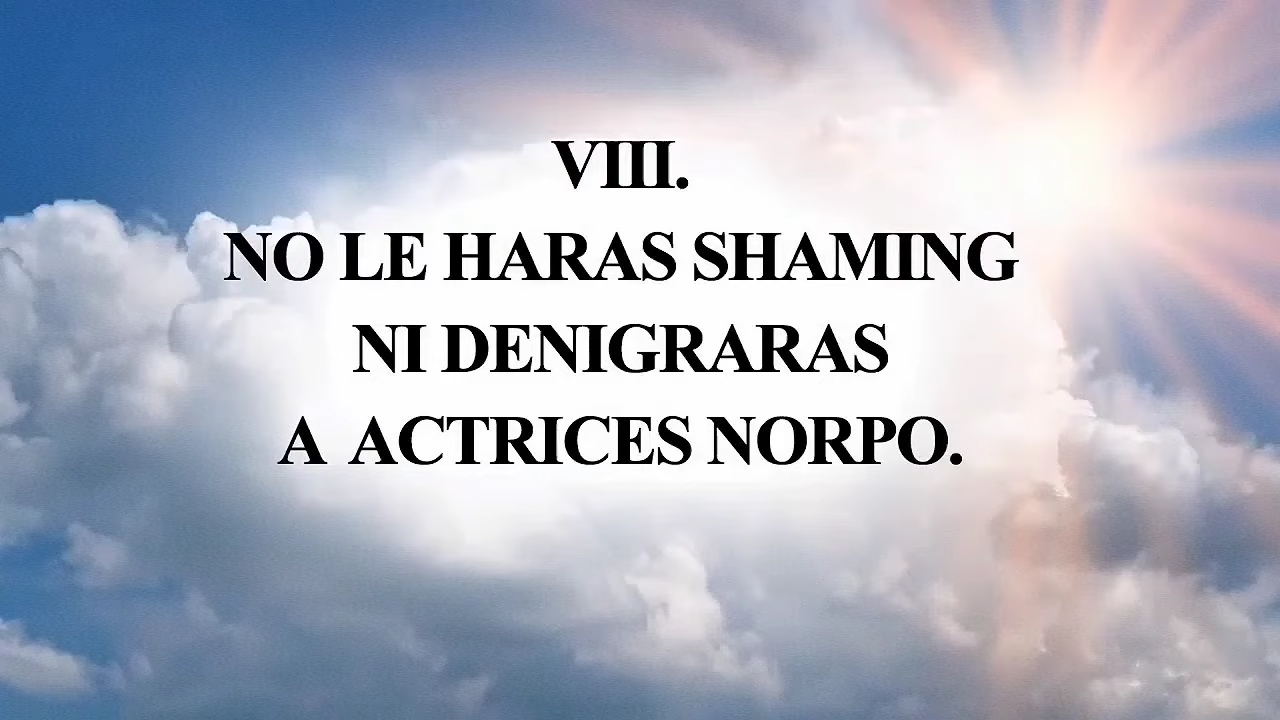 VIII.
NO LE HARAS SHAMING
NI DENIGRARAS
A ACTRICES NORPO.